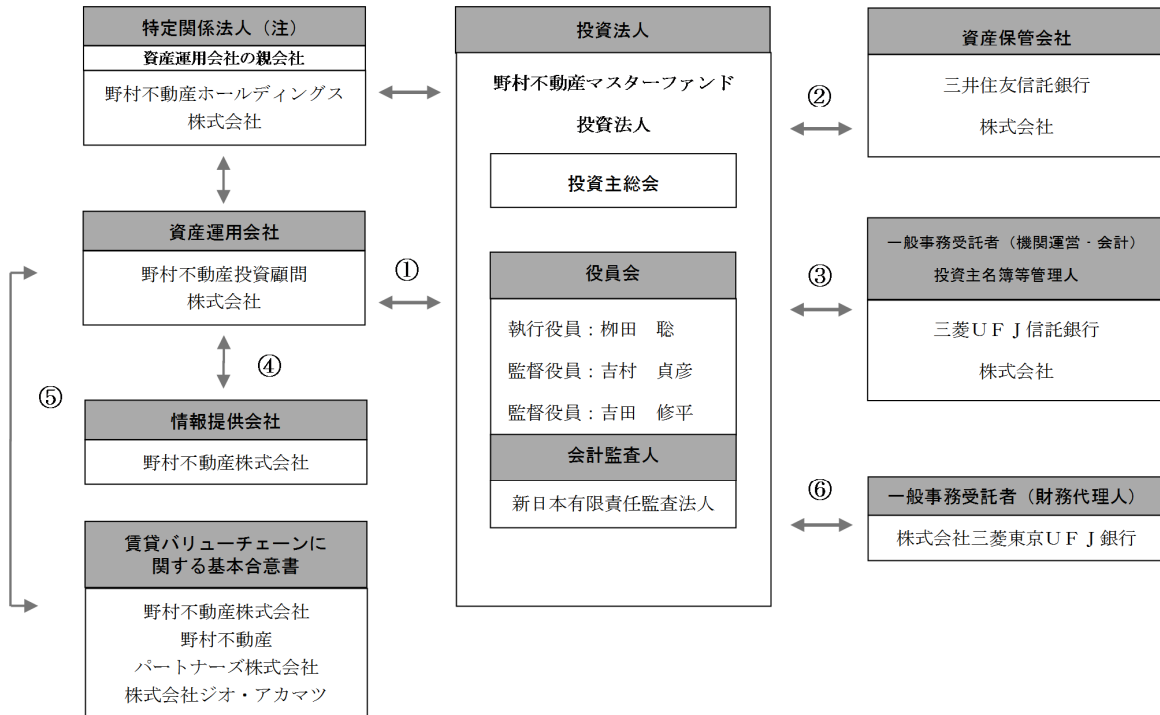 特定関係法人（注）
資産運用会社の親会社
野村不動産ホールディングス
株式会社
資産運用会社
野村不動産投資顧問
株式会社
①
④
⑤
情報提供会社
野村不動産株式会社
賃貸バリューチェーンに
関する基本合意書
野村不動産株式会社
野村不動産
パートナーズ株式会社
株式会社ジオ・アカマツ
投資法人
野村不動産マスターファンド
投資法人
投資主総会
役員会
執行役員：栁田　聡
監督役員：吉村　貞彦
監督役員：吉田　修平
会計監査人
新日本有限責任監査法人
②
③
⑥
資産保管会社
三井住友信託銀行
株式会社
一般事務受託者（機関運営‐会計）
投資主名簿等管理人
三菱ＵＦＪ信託銀行
株式会社
一般事務受託者（財務代理人）
株式会社三菱東京ＵＦＪ銀行